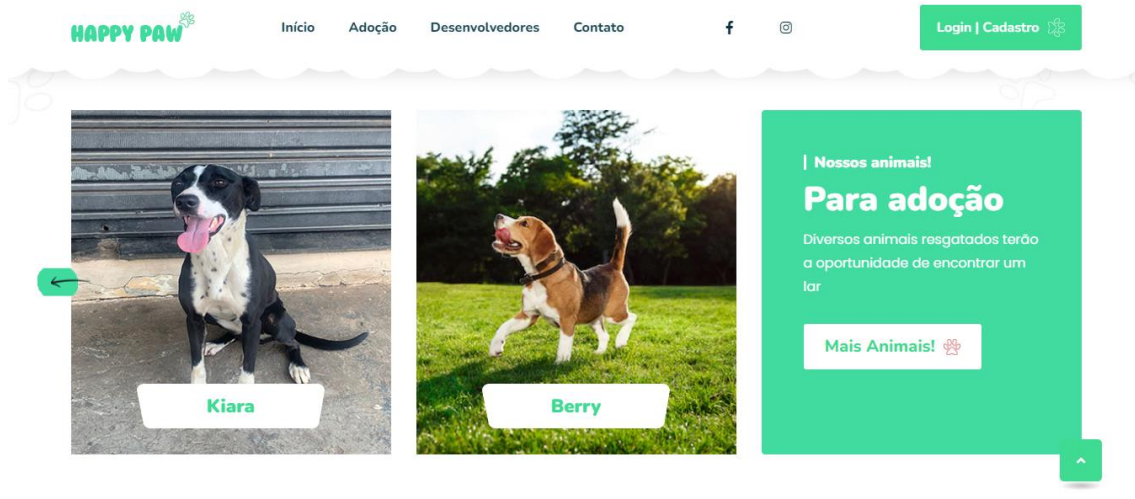 HAPPY PAW
Início
Adoção
Desenvolvedores
Contato
Login | Cadastro
Kiara
Berry
| Nossos animais!
Para adoção
Diversos animais resgatados terão
a oportunidade de encontrar um
lar
Mais Animais!